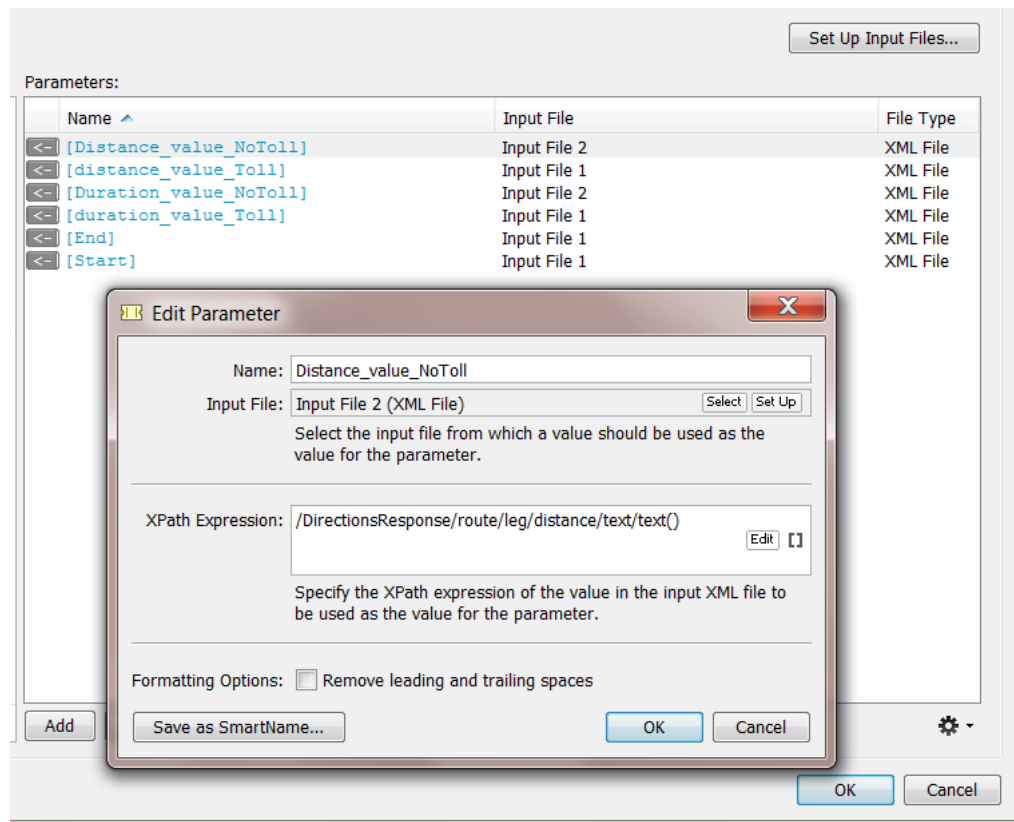 Set Up Input Files...
Parameters:
Name Input File File Type
<- [Distance_value_NoToll] Input File 2 XML File
<- [distance_value_Toll] Input File 1 XML File
<- [Duration_value_NoToll] Input File 2 XML File
<- [duration_value_Toll] Input File 1 XML File
<- [End] Input File 1 XML File
<- [Start] Input File 1 XML File
Edit Parameter
Name: Distance_value_NoToll
Input File: Input File 2 (XML File) Select Set Up
Select the input file from which a value should be used as the
value for the parameter.
XPath Expression: /DirectionsResponse/route/leg/distance/text/text()
Edit []
Specify the XPath expression of the value in the input XML file to
be used as the value for the parameter.
Formatting Options: Remove leading and trailing spaces
Add Save as SmartName... OK Cancel
OK Cancel